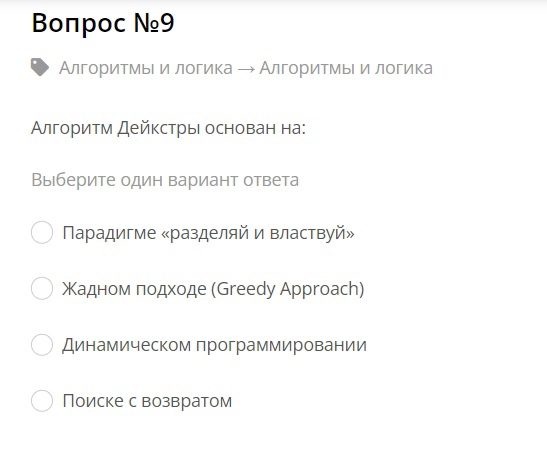 Вопрос №9
Алгоритмы и логика → Алгоритмы и логика
Алгоритм Дейкстры основан на:
Выберите один вариант ответа
Парадигме «разделяй и властвуй»
Жадном подходе (Greedy Approach)
Динамическом программировании
Поиске с возвратом